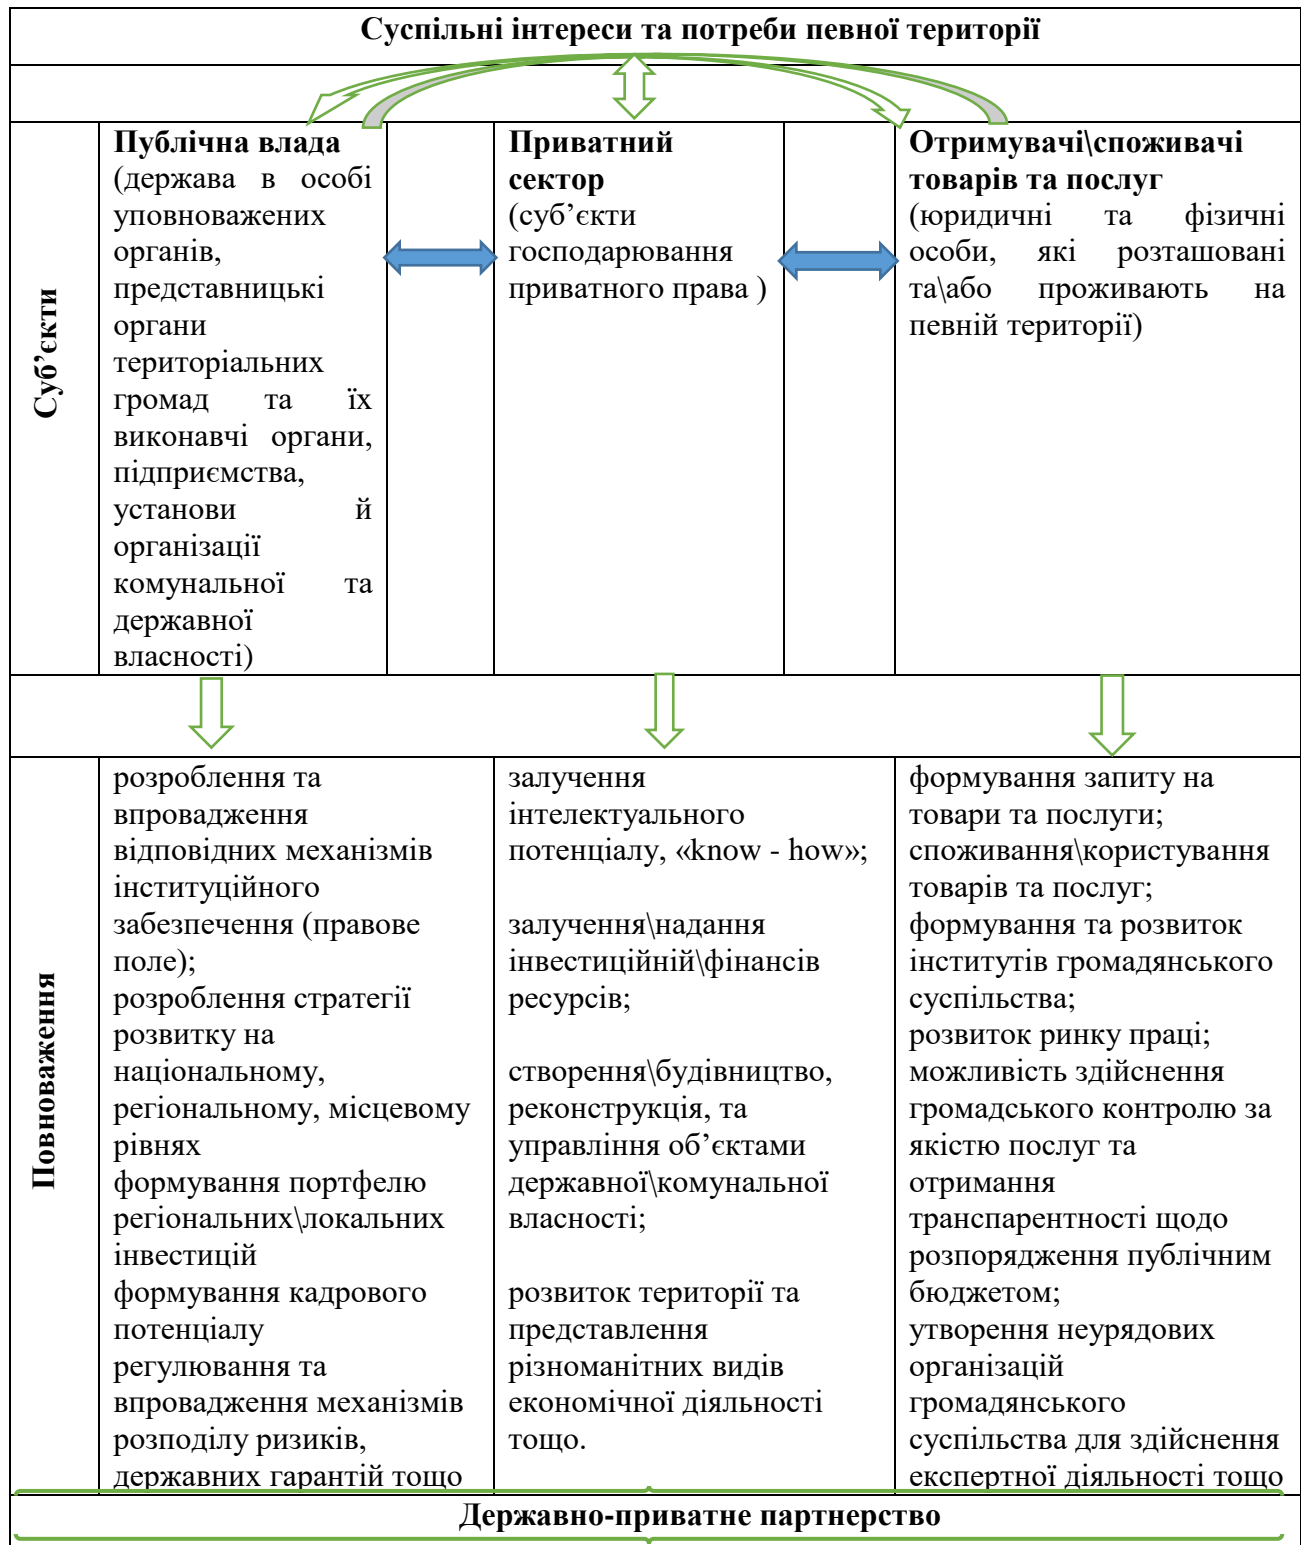 Суспільні інтереси та потреби певної території
Суб’єкти
Публічна влада
(держава в особі
уповноважених
органів,
представницькі
органи
територіальних
громад та їх
виконавчі органи,
підприємства,
установи й
організації
комунальної та
державної
власності)
Приватний
сектор
(суб’єкти
господарювання
приватного права )
Отримувачі\споживачі
товарів та послуг
(юридичні та фізичні
особи, які розташовані
та\або проживають на
певній території)
Повноваження
розроблення та
впровадження
відповідних механізмів
інституційного
забезпечення (правове
поле);
розроблення стратегії
розвитку на
національному,
регіональному, місцевому
рівнях
формування портфелю
регіональних\локальних
інвестицій
формування кадрового
потенціалу
регулювання та
впровадження механізмів
розподілу ризиків,
державних гарантій тощо
залучення
інтелектуального
потенціалу, «know - how»;
залучення\надання
інвестиційній\фінансів
ресурсів;
створення\будівництво,
реконструкція, та
управління об’єктами
державної\комунальної
власності;
розвиток території та
представлення
різноманітних видів
економічної діяльності
тощо.
формування запиту на
товари та послуги;
споживання\користування
товарів та послуг;
формування та розвиток
інститутів громадянського
суспільства;
розвиток ринку праці;
можливість здійснення
громадського контролю за
якістю послуг та
отримання
транспарентності щодо
розпорядження публічним
бюджетом;
утворення неурядових
організацій
громадянського
суспільства для здійснення
експертної діяльності тощо
Державно-приватне партнерство